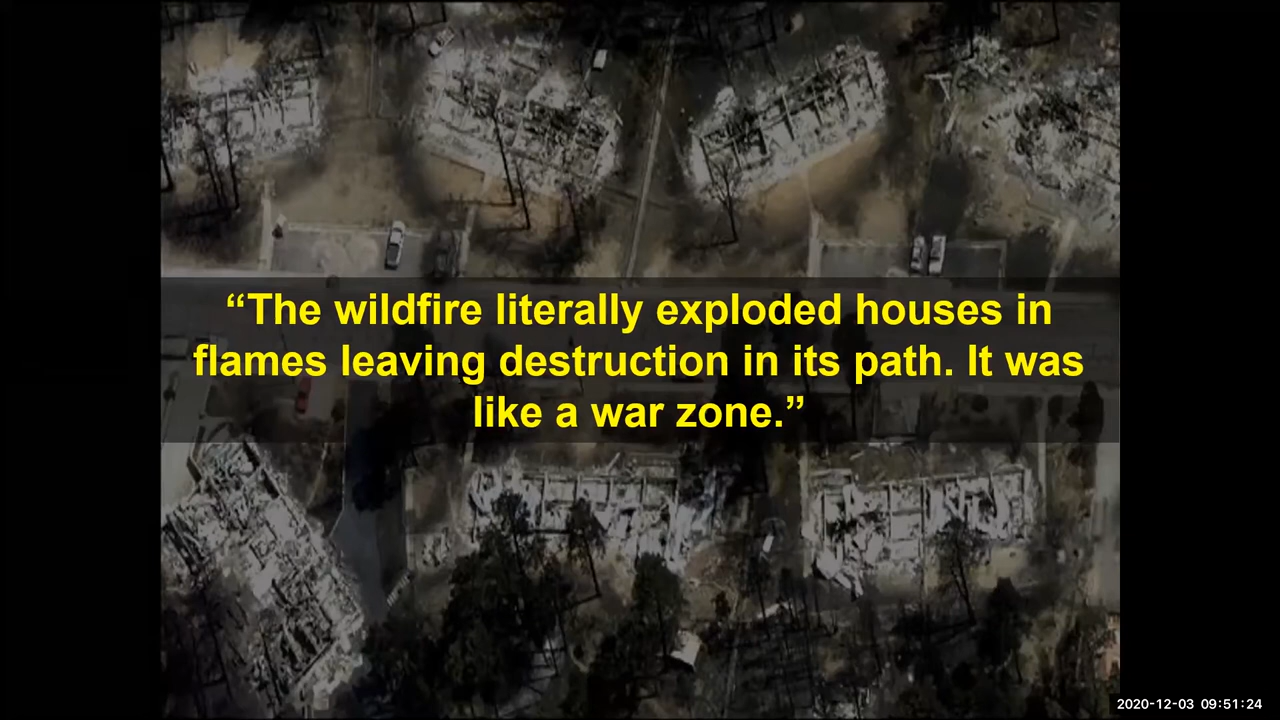 “The wildfire literally exploded houses in
flames leaving destruction in its path. It was
like a war zone.”
2020-12-03 09:51:24